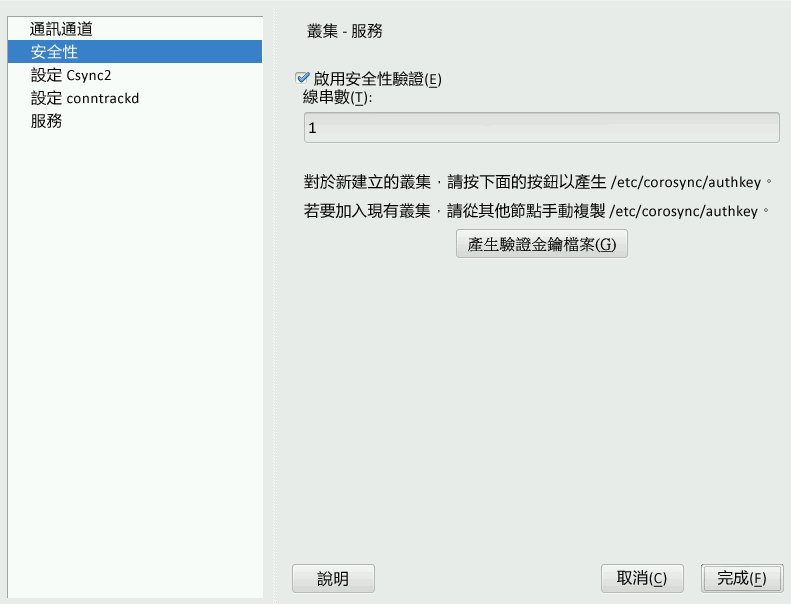 通訊通道
安全性
設定 Csync2
設定 conntrackd
服務
叢集 - 服務
啟用安全性驗證(E)
線串數(T):
1
對於新建立的叢集，請按下面的按鈕以產生 /etc/corosync/authkey。
若要加入現有叢集，請從其他節點手動複製 /etc/corosync/authkey。
產生驗證金鑰檔案(G)
說明
取消(C)
完成(F)